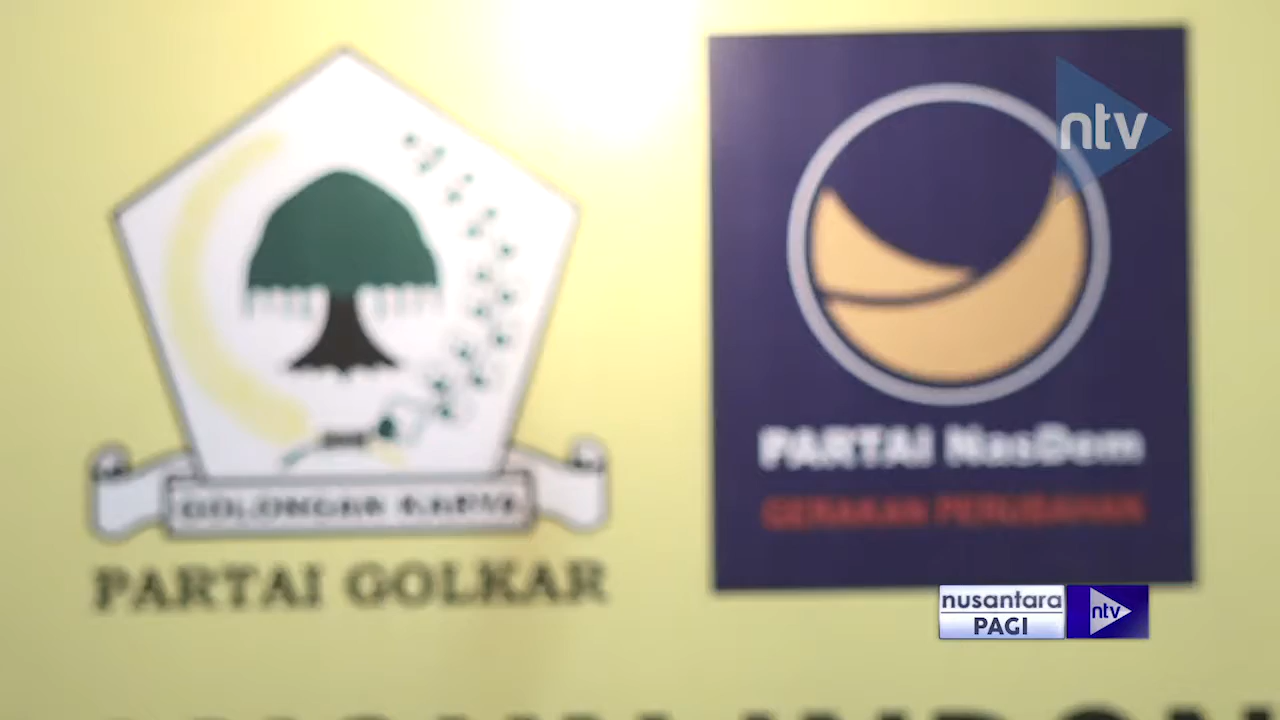 ntv
GOLONGAN KARYA
PARTAI GOLKAR
PARTAI NasDem
GERAKAN PERUBAHAN
nusantara
PAGI
ntv